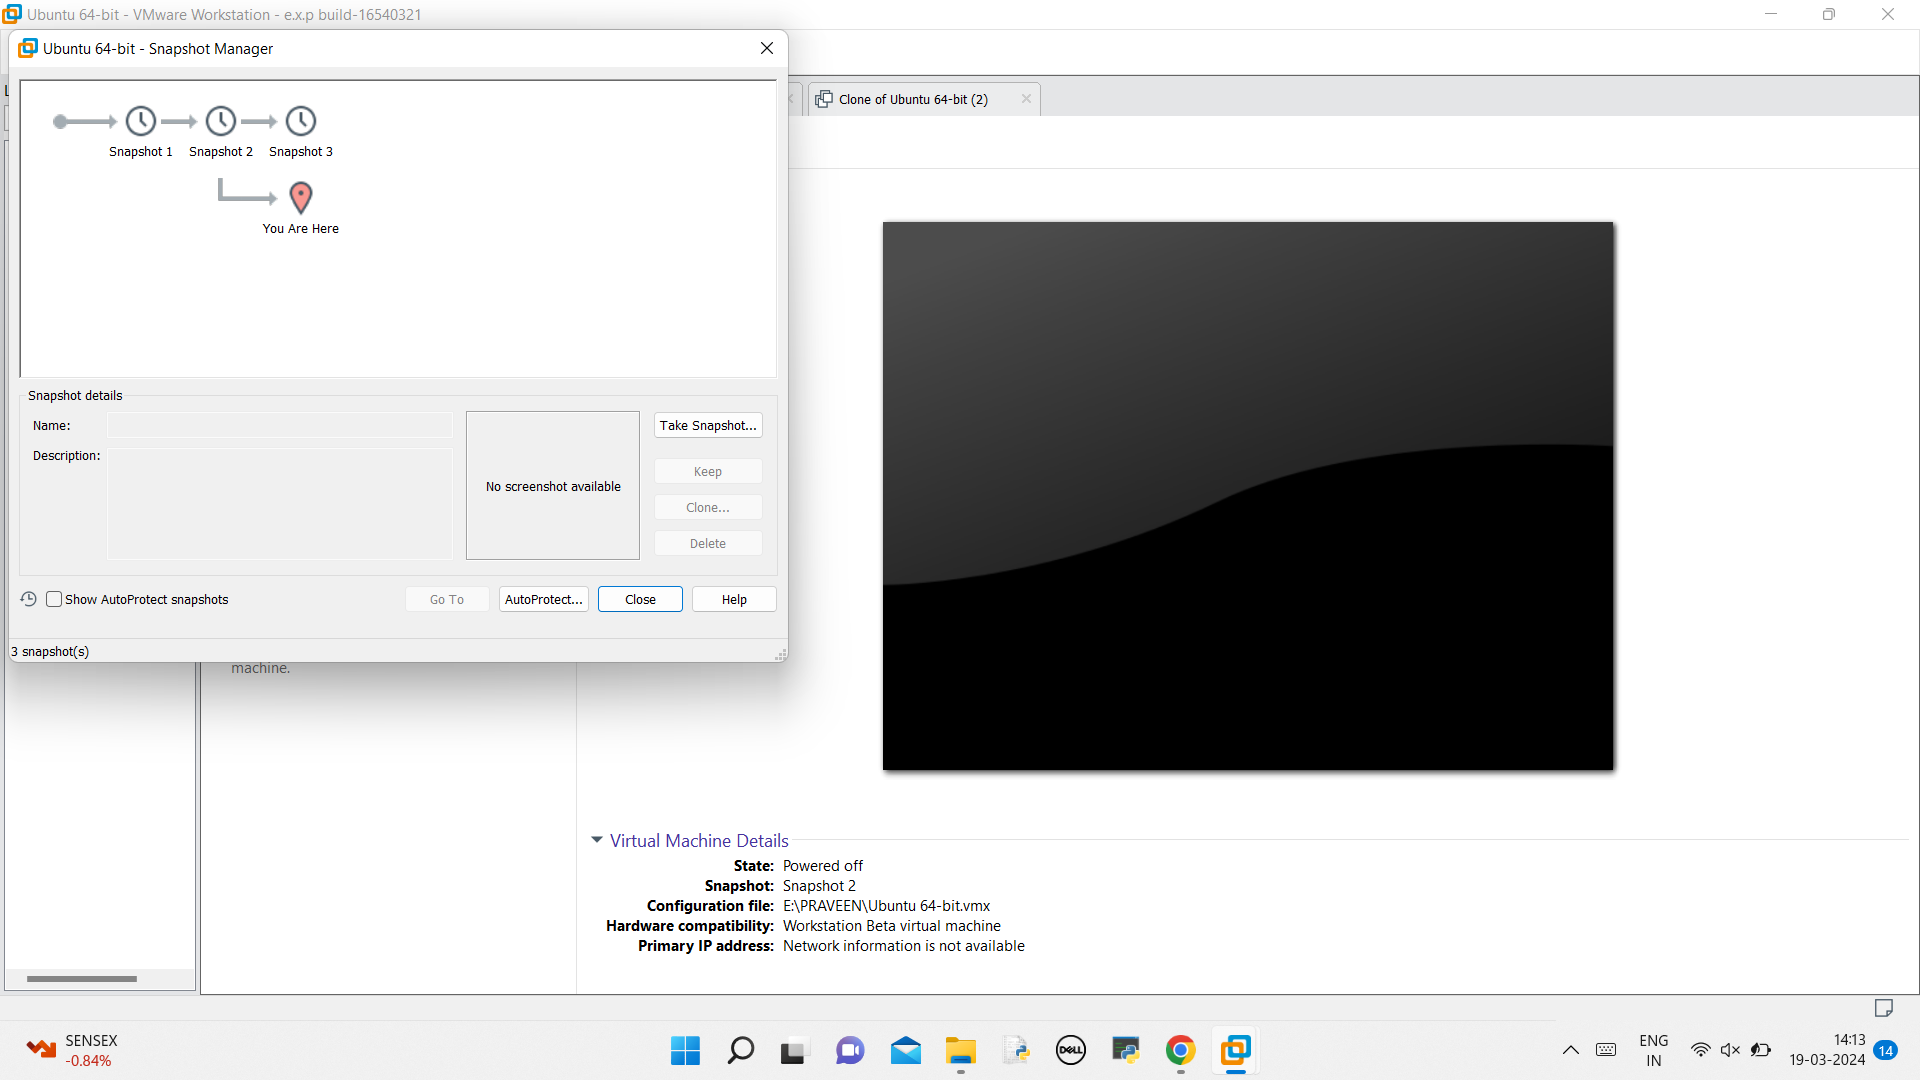 Ubuntu 64-bit - VMware Workstation - e.x.p build-16540321
Ubuntu 64-bit - Snapshot Manager
Clone of Ubuntu 64-bit (2)
Snapshot 1 Snapshot 2 Snapshot 3
You Are Here
Snapshot details
Name:
Description:
No screenshot available
Take Snapshot...
Keep
Clone...
Delete
Show AutoProtect snapshots
Go To
AutoProtect...
Close
Help
3 snapshot(s)
machine.
Virtual Machine Details
State: Powered off
Snapshot: Snapshot 2
Configuration file: E:\PRAVEEN\Ubuntu 64-bit.vmx
Hardware compatibility: Workstation Beta virtual machine
Primary IP address: Network information is not available
SENSEX
-0.84%
DELL
ENG
IN
14:13
19-03-2024
14